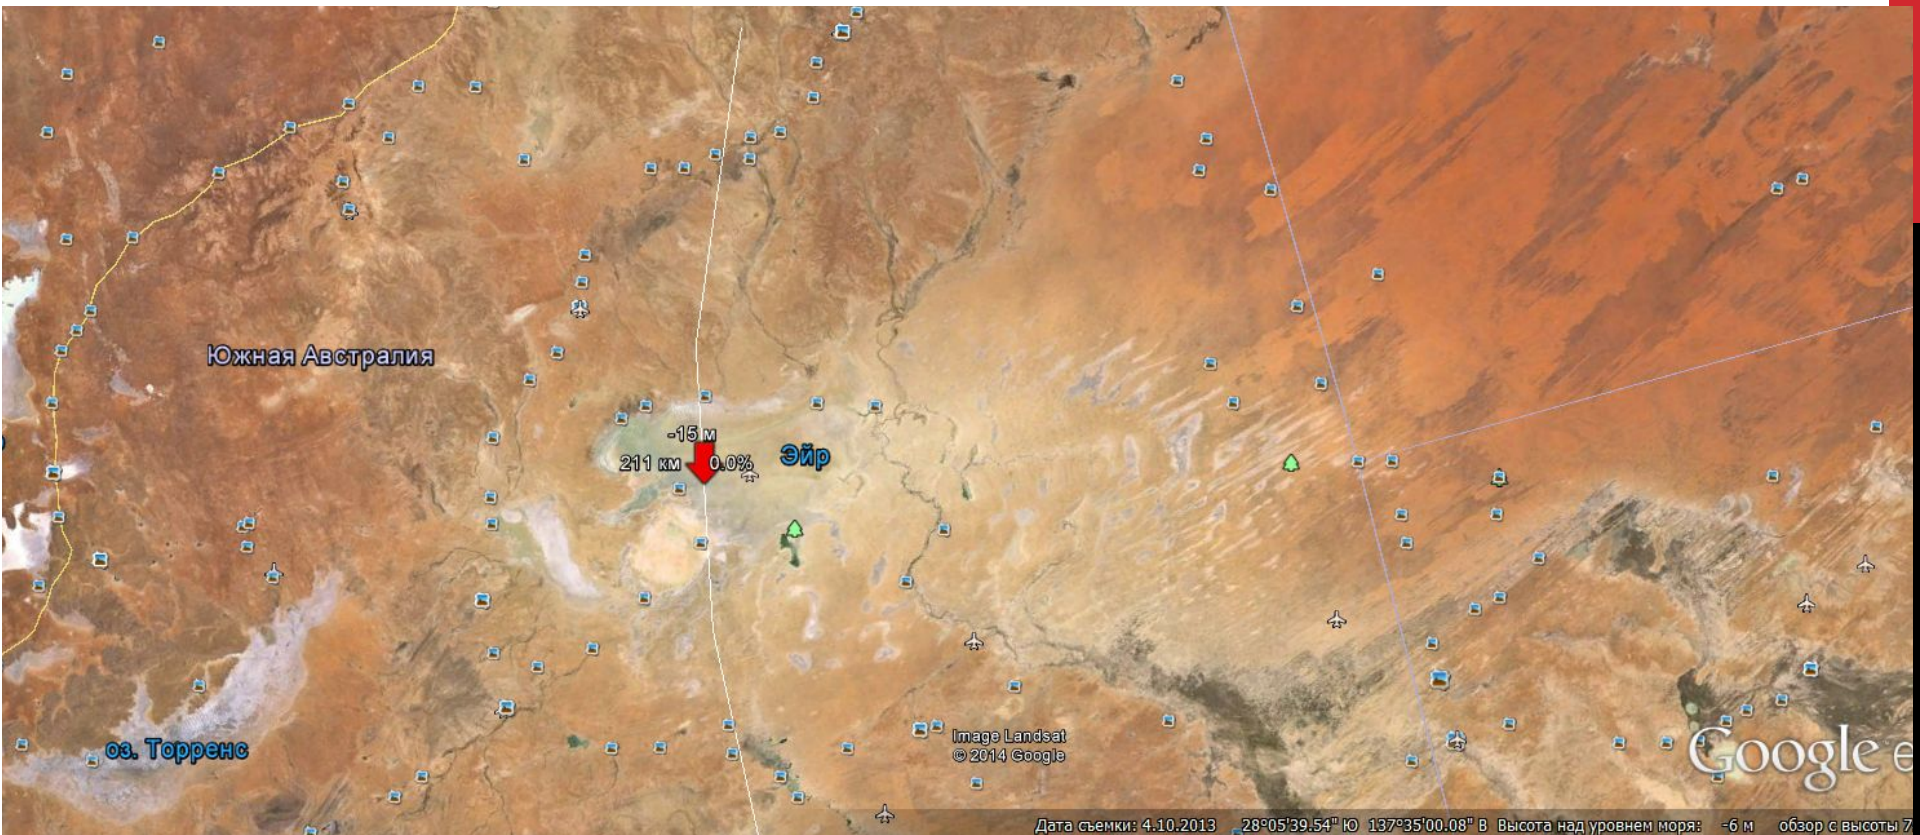 Южная Австралия
-15 м
211 км 0.0%
Эйр
оз. Торренс
Image Landsat
© 2014 Google
Google e
Дата съемки: 4.10.2013 28°05'39.54" Ю 137°35'00.08" В Высота над уровнем моря: -6 м обзор с высоты 7